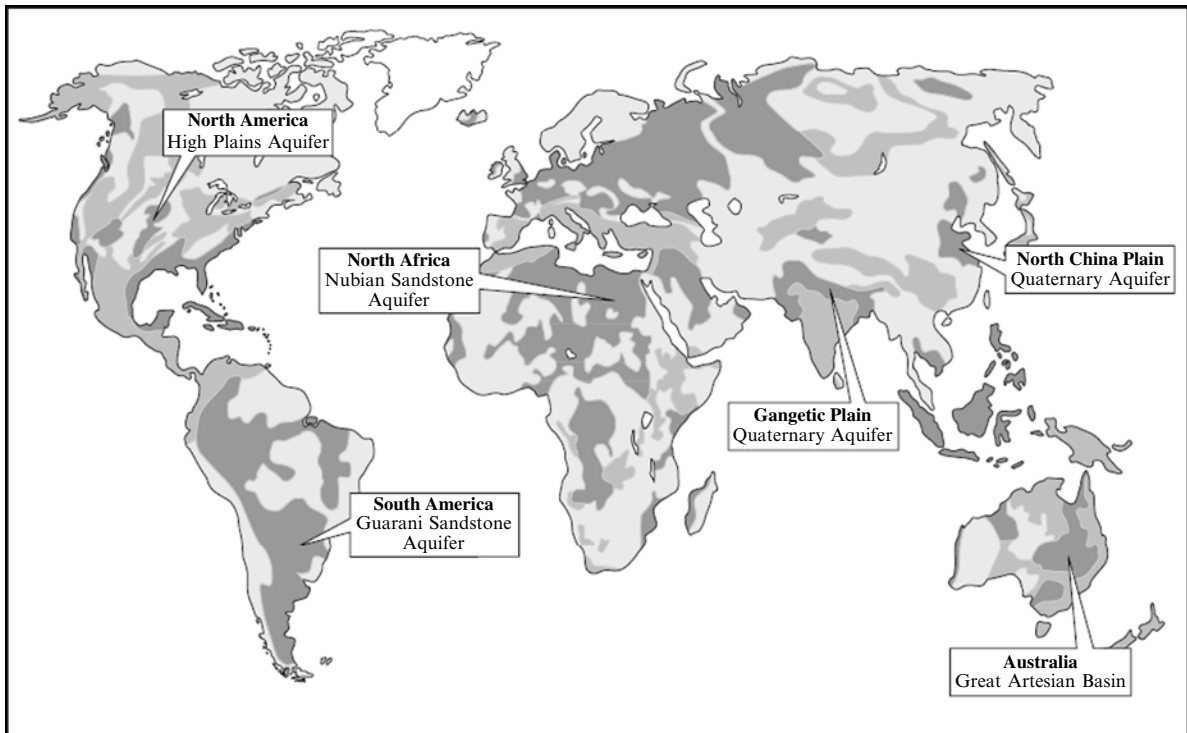 North America
High Plains Aquifer
North Africa
Nubian Sandstone
Aquifer
North China Plain
Quaternary Aquifer
Gangetic Plain
Quaternary Aquifer
South America
Guarani Sandstone
Aquifer
Australia
Great Artesian Basin